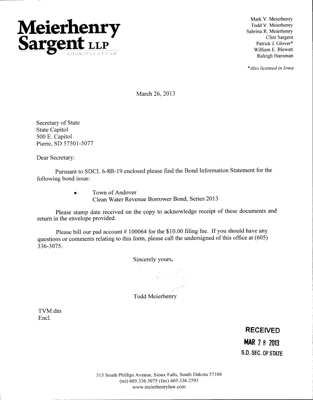 Meierhenry
Sargent LLP
Mark V. Meierhenry
Todd V. Meierhenry
Sabrina R. Meierhenry
Clint Sargent
Patrick J. Glover*
William E. Blewett
Raleigh Hansman
*Also licensed in Iowa
March 26, 2013
Secretary of State
State Capitol
500 E. Capitol
Pierre, SD 57501-5077
Dear Secretary:
Pursuant to SDCL 6-8B-19 enclosed please find the Bond Information Statement for the
following bond issue:
• Town of Andover
Clean Water Revenue Borrower Bond, Series 2013
Please stamp date received on the copy to acknowledge receipt of these documents and
return in the envelope provided.
Please bill our pad account # 100064 for the $10.00 filing fee. If you should have any
questions or comments relating to this form, please call the undersigned of this office at (605)
336-3075.
Sincerely yours,
Todd Meierhenry
TVM:dm
Encl.
RECEIVED
MAR 28 2013
S.D. SEC. OF STATE
315 South Phillips Avenue, Sioux Falls, South Dakota 57104
(tel) 605.336.3075 (fax) 605.336.2593
www.meierhenrylaw.com